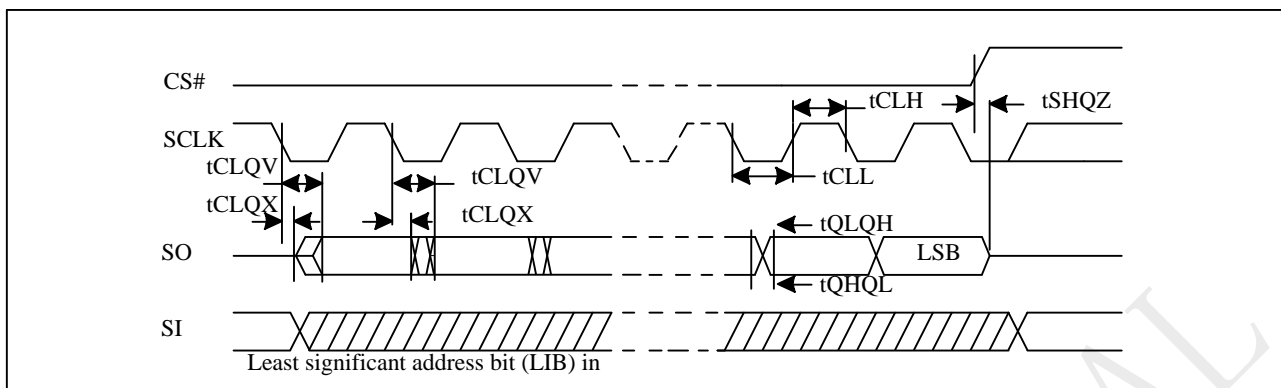 CS#
tCLH
tSHQZ
SCLK
tCLQV
tCLQV
tCLL
tCLQX
tCLQX
tQLQH
SO
LSB
tQHQL
SI
Least significant address bit (LIB) in
AL